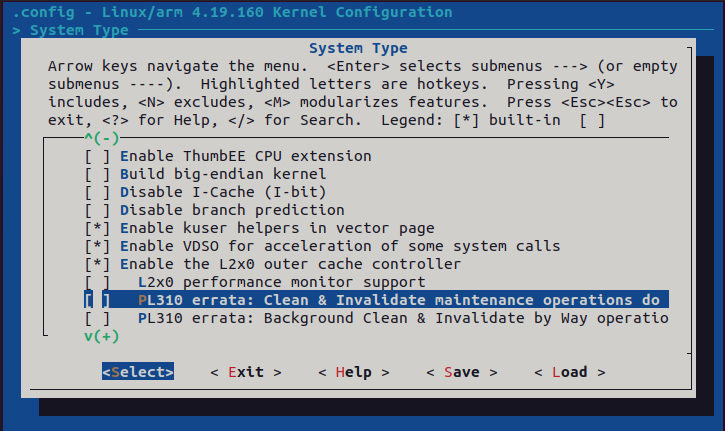 .config - Linux/arm 4.19.160 Kernel Configuration
> System Type
System Type
Arrow keys navigate the menu.  <Enter> selects submenus ---> (or empty
submenus ----).  Highlighted letters are hotkeys.  Pressing <Y>
includes, <N> excludes, <M> modularizes features.  Press <Esc><Esc> to
exit, <?> for Help, </> for Search.  Legend: [*] built-in  [ ]
^(-)
[ ] Enable ThumbEE CPU extension
[ ] Build big-endian kernel
[ ] Disable I-Cache (I-bit)
[ ] Disable branch prediction
[*] Enable kuser helpers in vector page
[*] Enable VDSO for acceleration of some system calls
[*] Enable the L2x0 outer cache controller
[ ]   L2x0 performance monitor support
[ ]   PL310 errata: Clean & Invalidate maintenance operations do
[ ]   PL310 errata: Background Clean & Invalidate by Way operatio
v(+)
<Select>    < Exit >    < Help >    < Save >    < Load >